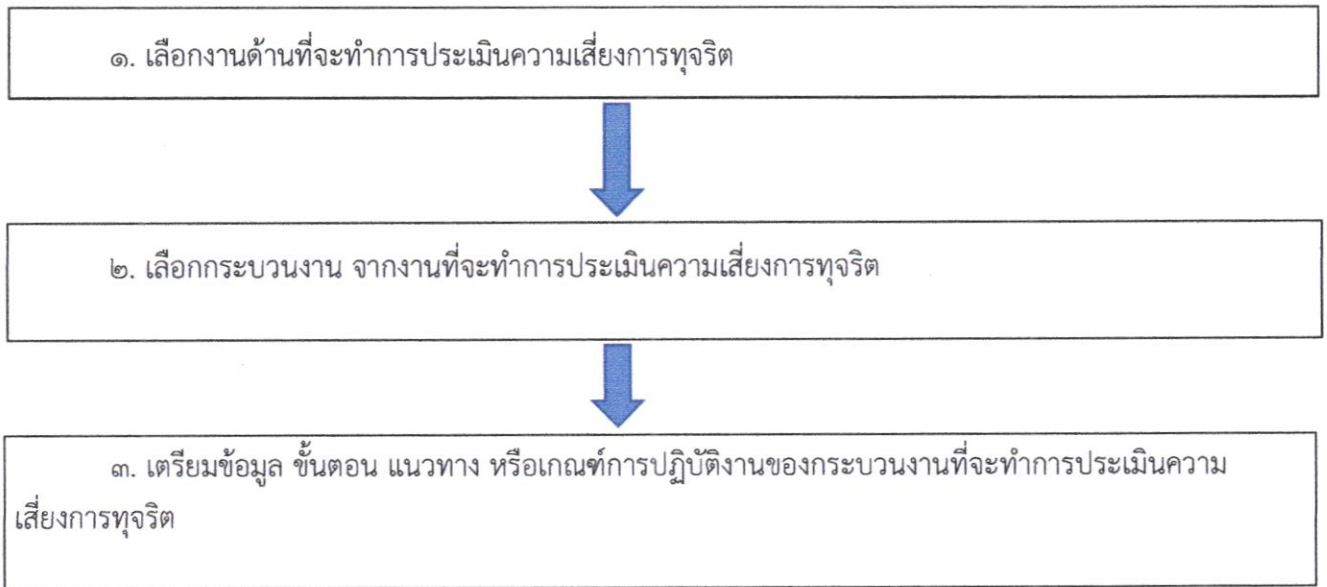 ๑. เลือกงานด้านที่จะทำการประเมินความเสี่ยงการทุจริต
๒. เลือกกระบวนงาน จากงานที่จะทำการประเมินความเสี่ยงการทุจริต
๓. เตรียมข้อมูล ขั้นตอน แนวทาง หรือเกณฑ์การปฏิบัติงานของกระบวนงานที่จะทำการประเมินความ
เสี่ยงการทุจริต